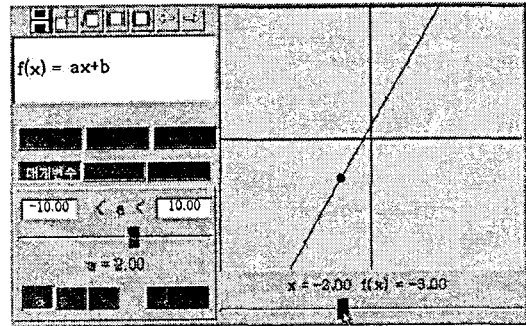 f(x) = ax+b
매개변수
-10.00 < a < 10.00
a = 2.00
x = -2.00 f(x) = -3.00